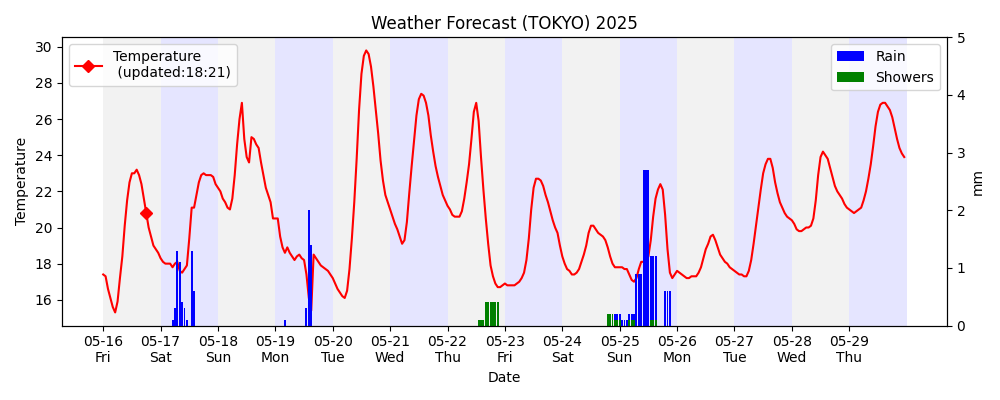 Weather Forecast (TOKYO) 2025
Temperature
(updated:18:21)
Rain
Showers
30
28
26
24
22
20
18
16
Temperature
5
4
3
2
1
0
mm
05-16 05-17 05-18 05-19 05-20 05-21 05-22 05-23 05-24 05-25 05-26 05-27 05-28 05-29
Fri Sat Sun Mon Tue Wed Thu Fri Sat Sun Mon Tue Wed Thu
Date